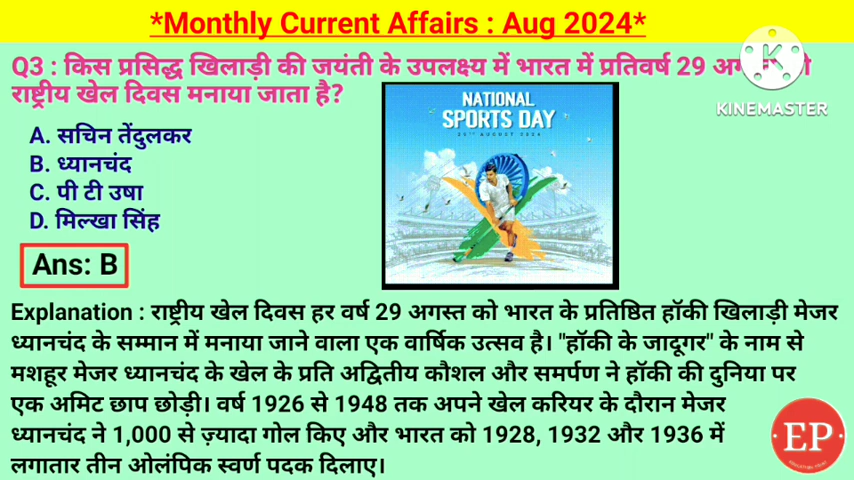 *Monthly Current Affairs : Aug 2024*
Q3 : किस प्रसिद्ध खिलाड़ी की जयंती के उपलक्ष्य में भारत में प्रतिवर्ष 29
राष्ट्रीय खेल दिवस मनाया जाता है?
KINEMASTER
NATIONAL
SPORTS DAY
29TH AUGUST 2024
A. सचिन तेंदुलकर
B. ध्यानचंद
C. पी टी उषा
D. मिल्खा सिंह
Ans: B
Explanation : राष्ट्रीय खेल दिवस हर वर्ष 29 अगस्त को भारत के प्रतिष्ठित हॉकी खिलाड़ी मेजर
ध्यानचंद के सम्मान में मनाया जाने वाला एक वार्षिक उत्सव है। "हॉकी के जादूगर" के नाम से
मशहूर मेजर ध्यानचंद के खेल के प्रति अद्वितीय कौशल और समर्पण ने हॉकी की दुनिया पर
एक अमिट छाप छोड़ी। वर्ष 1926 से 1948 तक अपने खेल करियर के दौरान मेजर
ध्यानचंद ने 1,000 से ज़्यादा गोल किए और भारत को 1928, 1932 और 1936 में
लगातार तीन ओलंपिक स्वर्ण पदक दिलाए।
EP